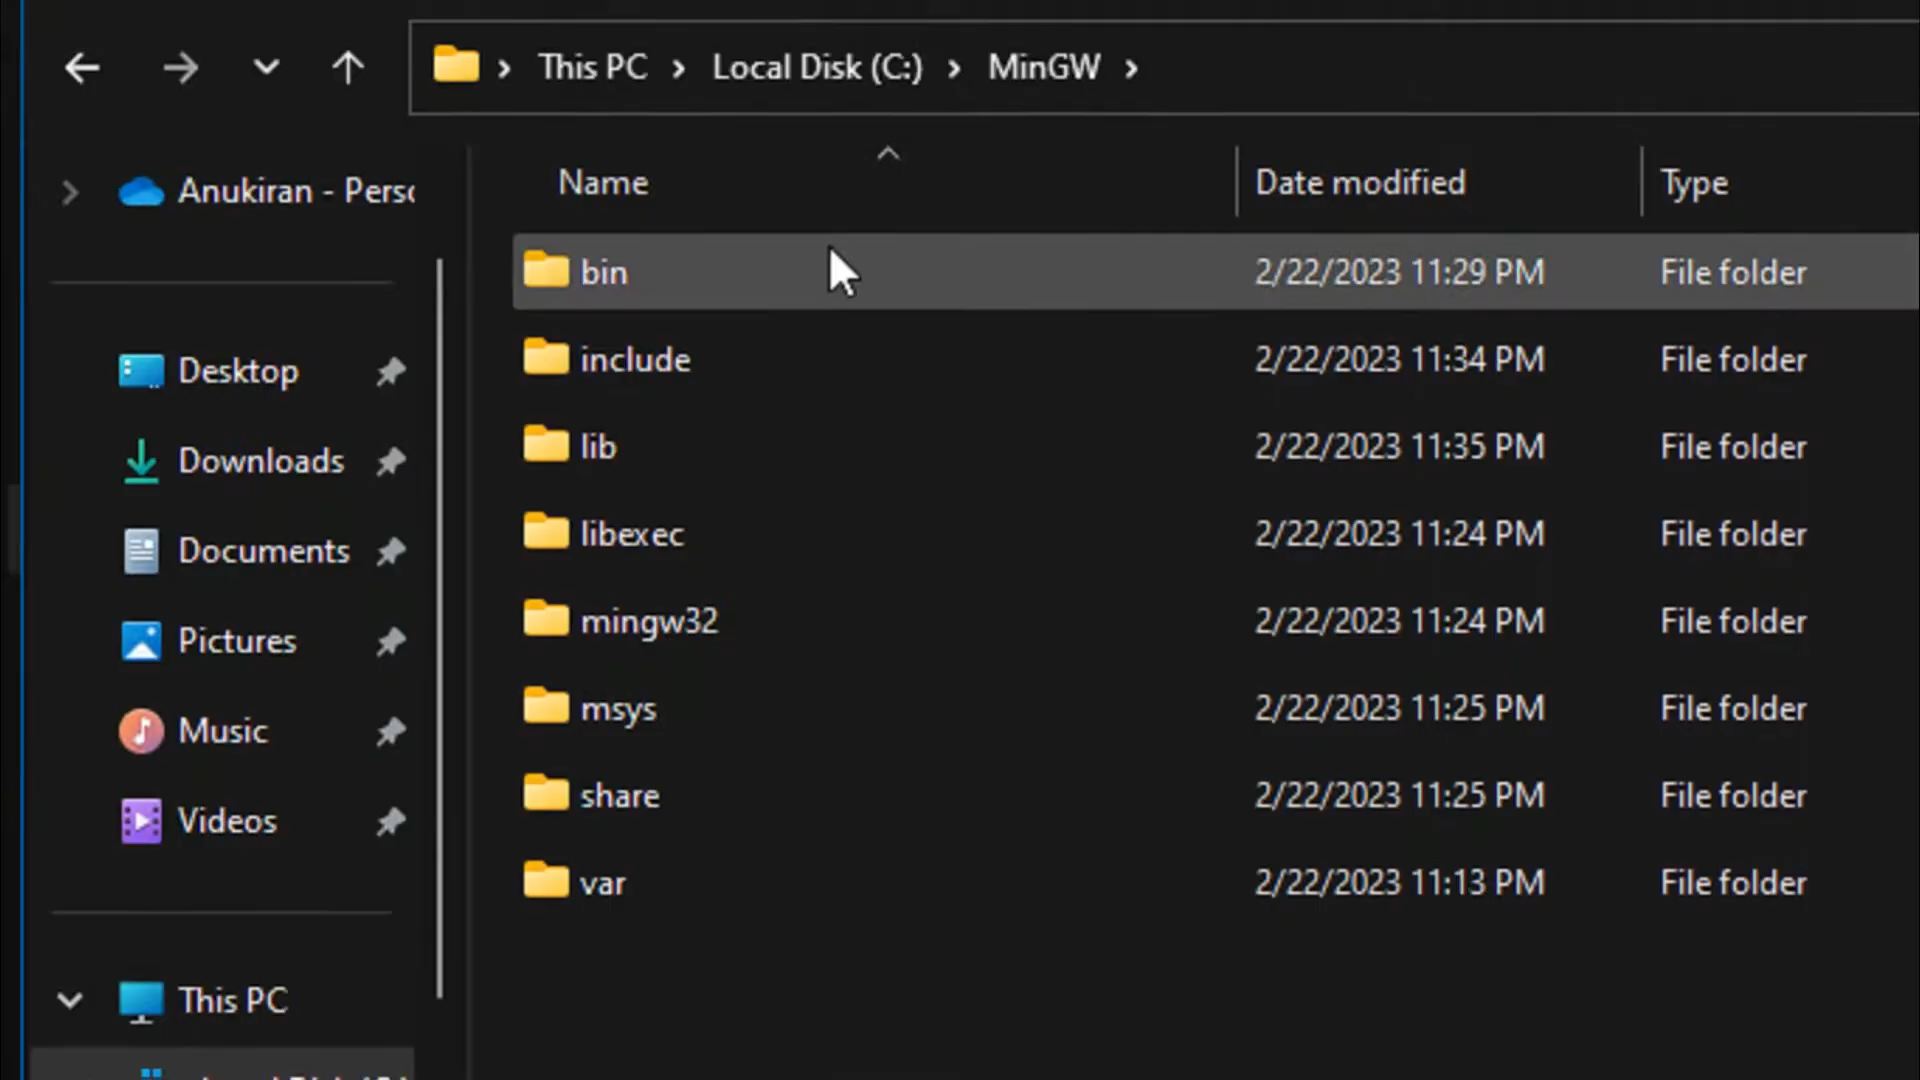 This PC > Local Disk (C:) > MinGW >
Anukiran - Perso
Name Date modified Type
bin 2/22/2023 11:29 PM File folder
include 2/22/2023 11:34 PM File folder
lib 2/22/2023 11:35 PM File folder
libexec 2/22/2023 11:24 PM File folder
mingw32 2/22/2023 11:24 PM File folder
msys 2/22/2023 11:25 PM File folder
share 2/22/2023 11:25 PM File folder
var 2/22/2023 11:13 PM File folder
Desktop
Downloads
Documents
Pictures
Music
Videos
This PC